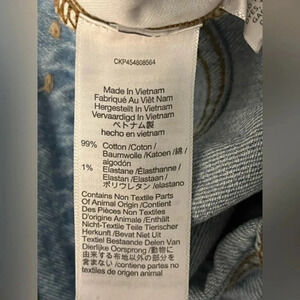 CKP454808564
Made In Vietnam
Fabriqué Au Viêt Nam
Hergestellt In Vietnam
Vervaardigd In Vietnam
ベトナム製
hecho en vietnam
99% Cotton /Coton /
Baumwolle /Katoen /綿 /
algodón
1% Elastane /Élasthanne /
Elastan /Elastaan /
ポリウレタン /elastano
Contains Non Textile Parts
Of Animal Origin /Contient
Des Pièces Non Textiles
D'origine Animale /Enthält
Nicht-Textile Teile Tierischer
Herkunft /Bevat Niet Uit
Textiel Bestaande Delen Van
Dierlijke Oorsprong /動物に
由来する布地以外の部分を
含まない /contiene partes no
textiles de origen animal